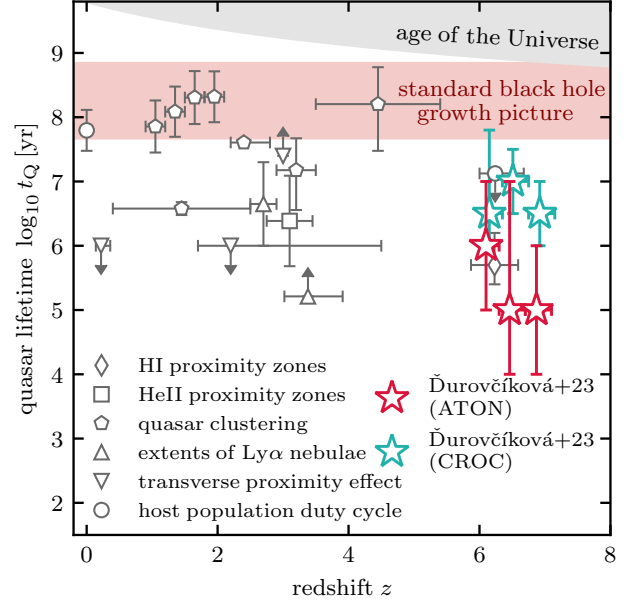 age of the Universe
standard black hole
growth picture
quasar lifetime log₁₀ t_Q [yr]
9
8
7
6
5
4
3
2
HI proximity zones
HeII proximity zones
quasar clustering
extents of Lyα nebulae
transverse proximity effect
host population duty cycle
Ďurovčíková+23
(ATON)
Ďurovčíková+23
(CROC)
0
2
4
6
8
redshift z